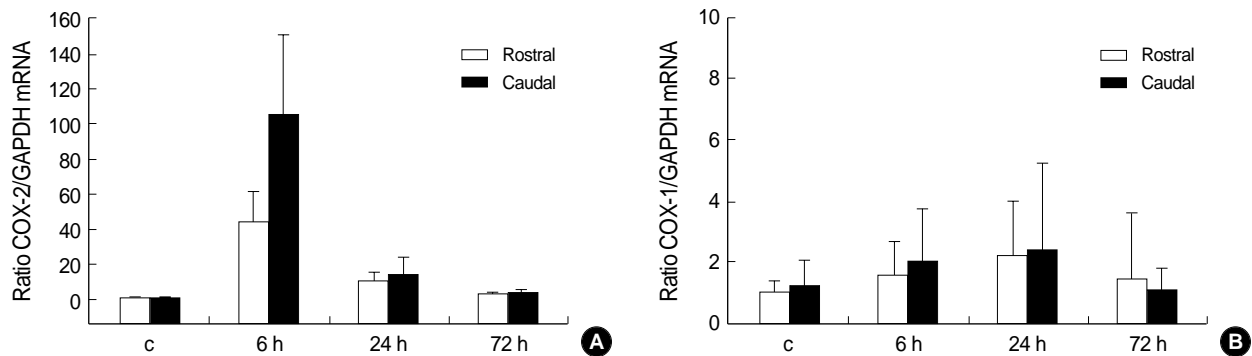 Ratio COX-2/GAPDH mRNA
160
140
120
100
80
60
40
20
0
Rostral
Caudal
c 6 h 24 h 72 h
A
Ratio COX-1/GAPDH mRNA
10
8
6
4
2
0
Rostral
Caudal
c 6 h 24 h 72 h
B